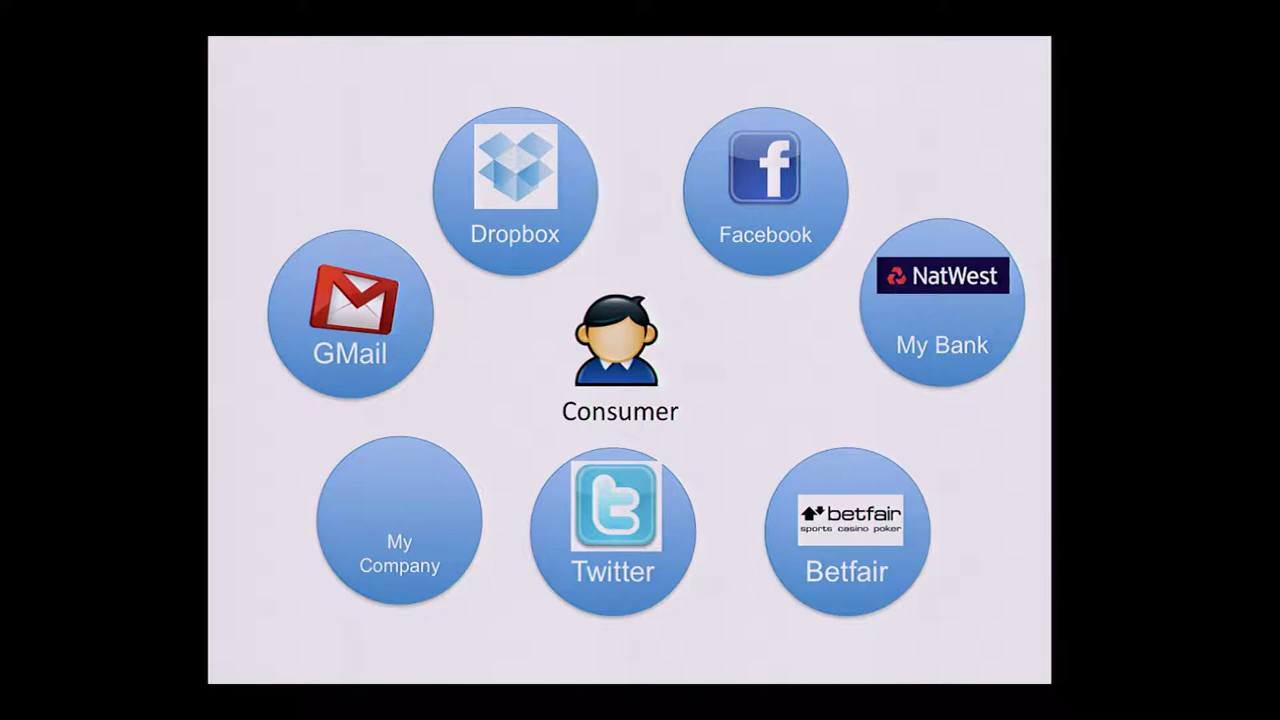 Dropbox
f
Facebook
NatWest
My Bank
GMail
Consumer
My
Company
t
Twitter
betfair
sports casino poker
Betfair